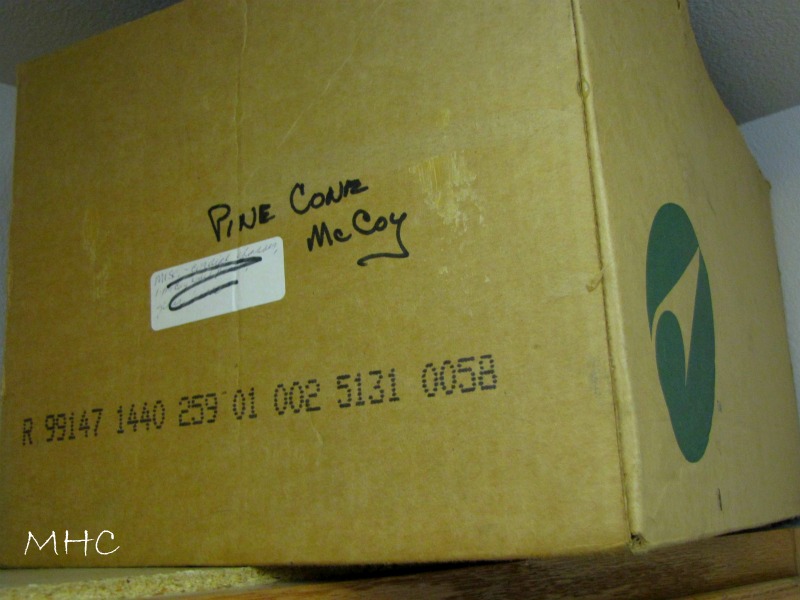 PINE CONE
McCoy
R 99147 1440 259 01 002 5131 0058
MHC